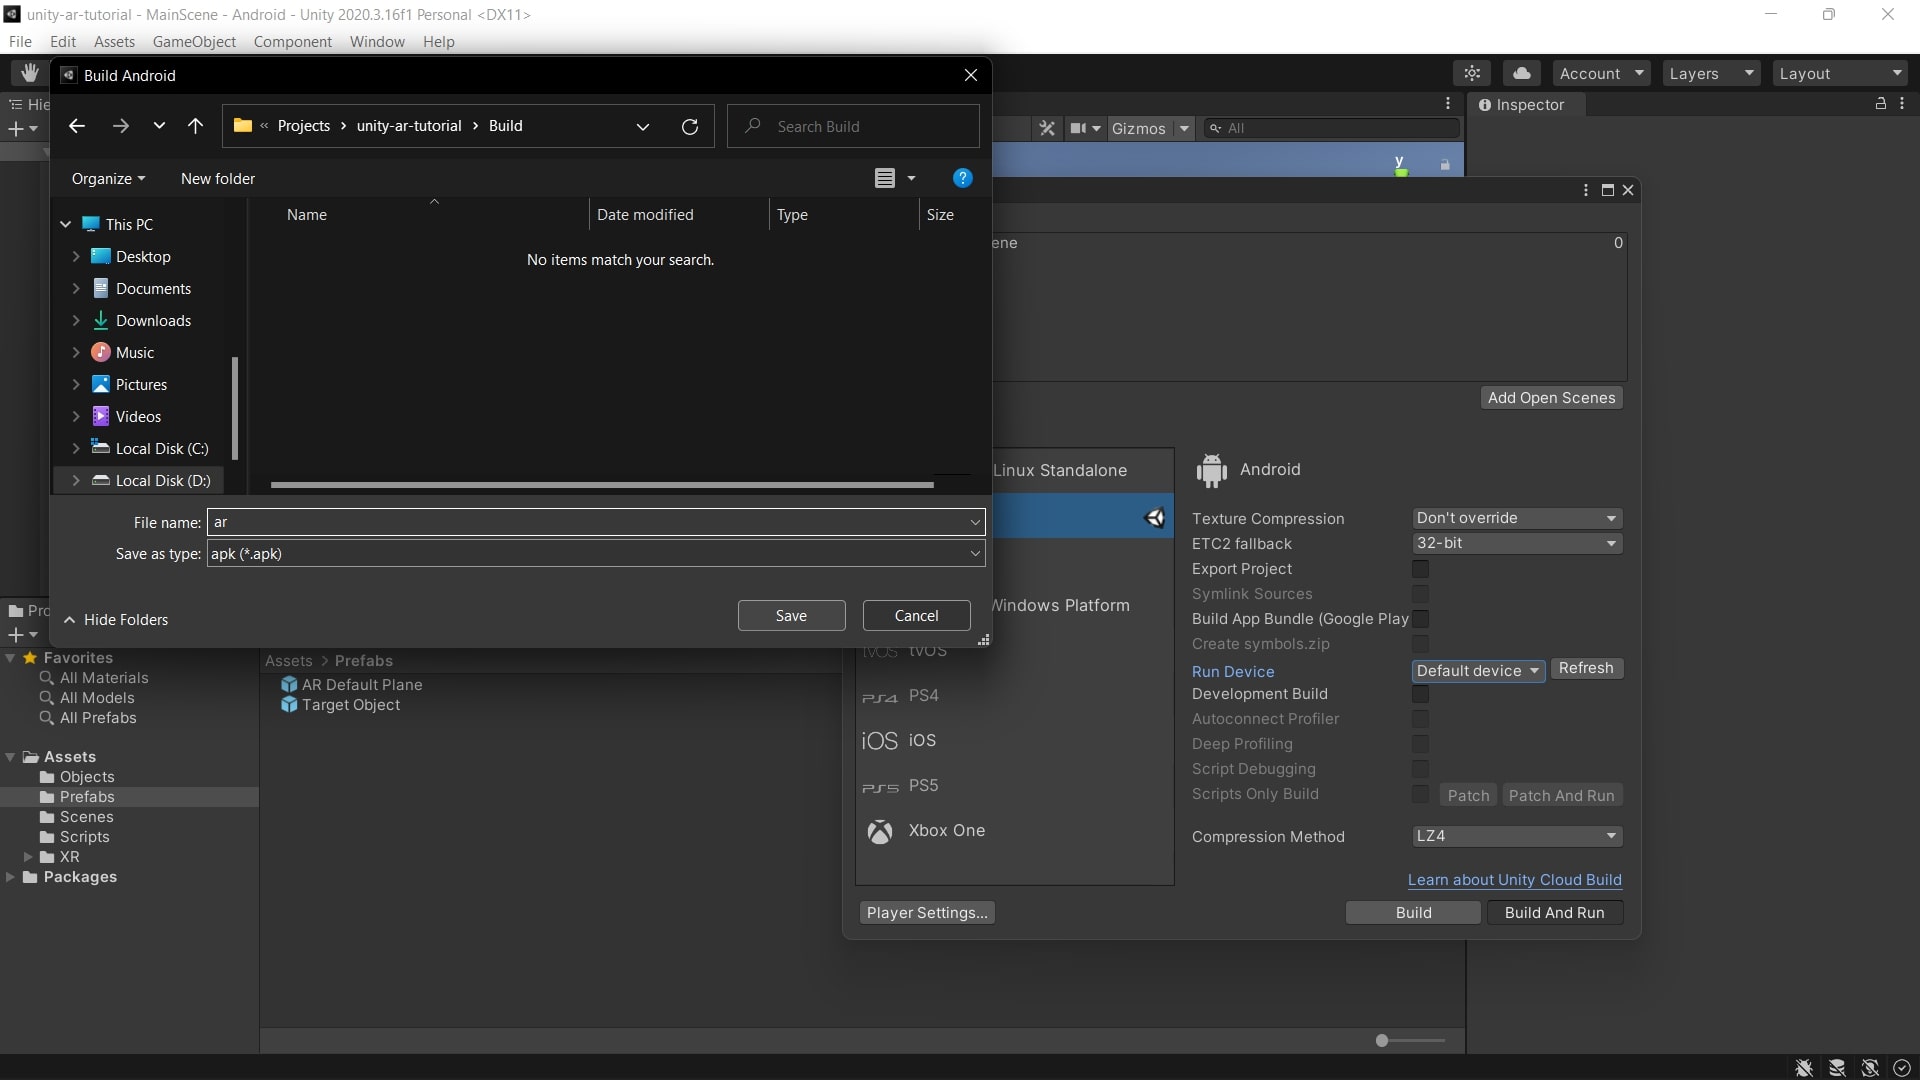 unity-ar-tutorial - MainScene - Android - Unity 2020.3.16f1 Personal <DX11>
File Edit Assets GameObject Component Window Help
Account Layers Layout
Build Android
Hie
Inspector
« Projects > unity-ar-tutorial > Build
Search Build
Gizmos All
Organize New folder
y
Name Date modified Type Size
No items match your search.
This PC
Desktop
Documents
Downloads
Music
Pictures
Videos
Local Disk (C:)
Local Disk (D:)
File name: ar
Save as type: apk (*.apk)
Hide Folders
Save Cancel
ene 0
Add Open Scenes
Linux Standalone
Windows Platform
tvOS tvOS
PS4 PS4
iOS iOS
PS5 PS5
Xbox One
Android
Texture Compression Don't override
ETC2 fallback 32-bit
Export Project
Symlink Sources
Build App Bundle (Google Play
Create symbols.zip
Run Device Default device Refresh
Development Build
Autoconnect Profiler
Deep Profiling
Script Debugging
Scripts Only Build Patch Patch And Run
Compression Method LZ4
Learn about Unity Cloud Build
Player Settings... Build Build And Run
Pro
Favorites
All Materials
All Models
All Prefabs
Assets
Objects
Prefabs
Scenes
Scripts
XR
Packages
Assets > Prefabs
AR Default Plane
Target Object